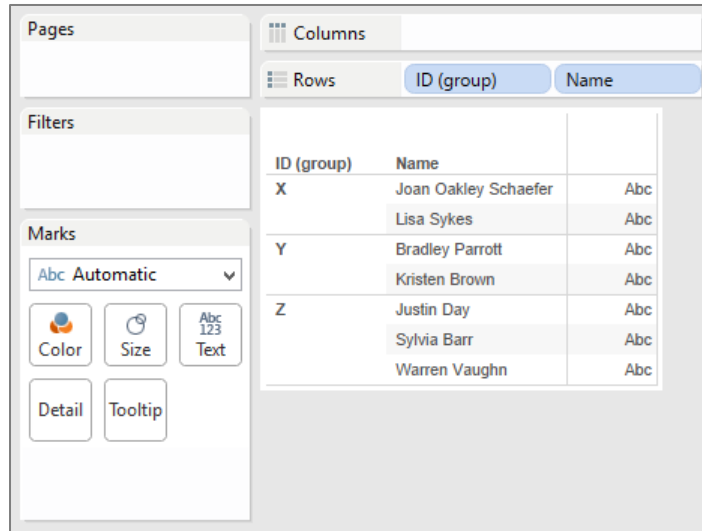 Pages
Columns
Rows ID (group) Name
Filters
ID (group) Name
X Joan Oakley Schaefer Abc
Lisa Sykes Abc
Y Bradley Parrott Abc
Kristen Brown Abc
Z Justin Day Abc
Sylvia Barr Abc
Warren Vaughn Abc
Marks
Abc Automatic
Abc
123
Color Size Text
Detail Tooltip